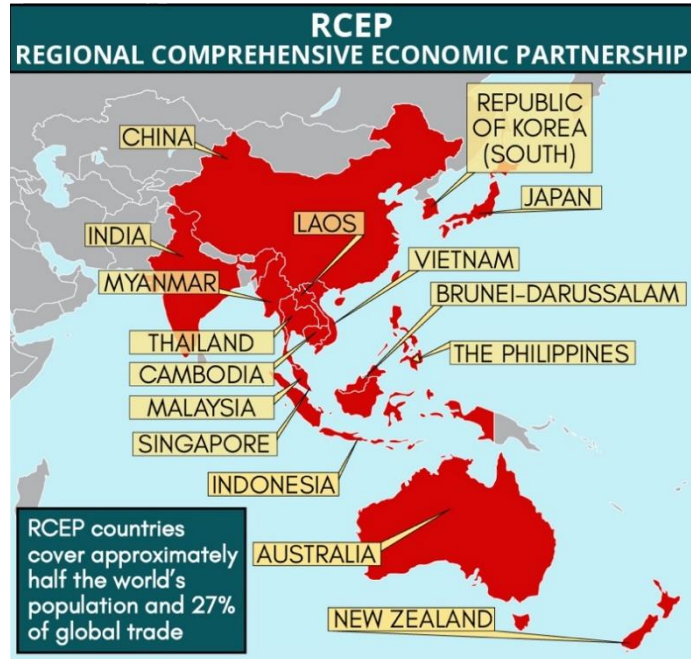 RCEP
REGIONAL COMPREHENSIVE ECONOMIC PARTNERSHIP
REPUBLIC
OF KOREA
(SOUTH)
CHINA
JAPAN
LAOS
INDIA
VIETNAM
MYANMAR
BRUNEI-DARUSSALAM
THAILAND
THE PHILIPPINES
CAMBODIA
MALAYSIA
SINGAPORE
INDONESIA
RCEP countries
cover approximately
half the world's
population and 27%
of global trade
AUSTRALIA
NEW ZEALAND